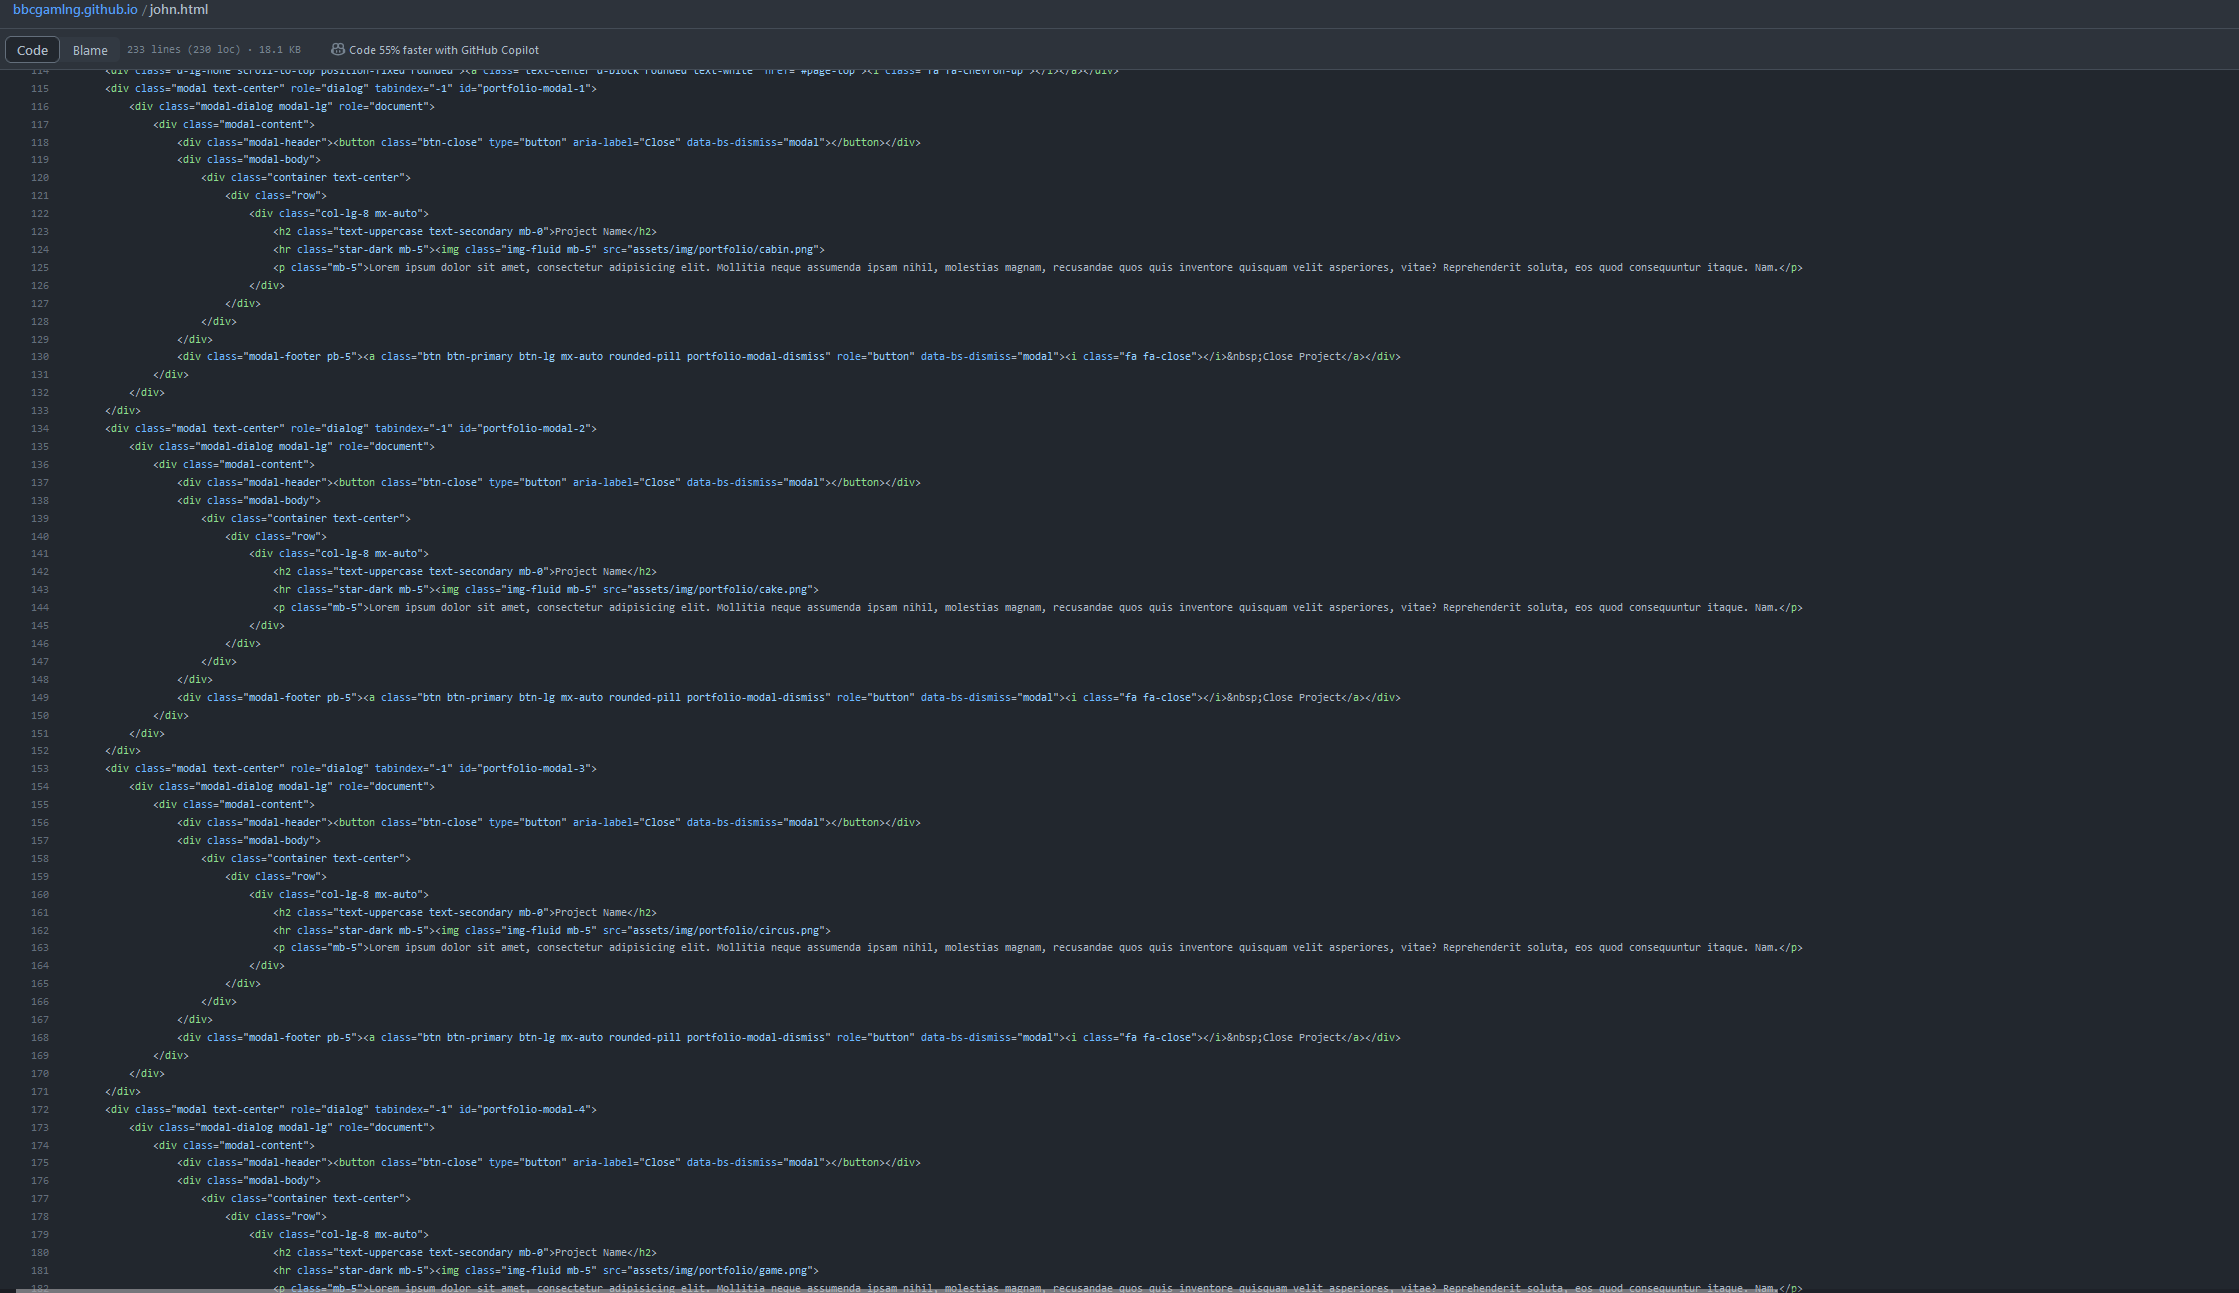 bbcgamlng.github.io / john.html
Code Blame 233 lines (230 loc) · 18.1 KB Code 55% faster with GitHub Copilot
114 <div class="d-lg-none scroll-to-top position-fixed rounded"><a class="text-center d-block rounded text-white" href="#page-top"><i class="fa fa-chevron-up"></i></a></div>
115 <div class="modal text-center" role="dialog" tabindex="-1" id="portfolio-modal-1">
116 <div class="modal-dialog modal-lg" role="document">
117 <div class="modal-content">
118 <div class="modal-header"><button class="btn-close" type="button" aria-label="Close" data-bs-dismiss="modal"></button></div>
119 <div class="modal-body">
120 <div class="container text-center">
121 <div class="row">
122 <div class="col-lg-8 mx-auto">
123 <h2 class="text-uppercase text-secondary mb-0">Project Name</h2>
124 <hr class="star-dark mb-5"><img class="img-fluid mb-5" src="assets/img/portfolio/cabin.png">
125 <p class="mb-5">Lorem ipsum dolor sit amet, consectetur adipisicing elit. Mollitia neque assumenda ipsam nihil, molestias magnam, recusandae quos quis inventore quisquam velit asperiores, vitae? Reprehenderit soluta, eos quod consequuntur itaque. Nam.</p>
126 </div>
127 </div>
128 </div>
129 </div>
130 <div class="modal-footer pb-5"><a class="btn btn-primary btn-lg mx-auto rounded-pill portfolio-modal-dismiss" role="button" data-bs-dismiss="modal"><i class="fa fa-close"></i>&nbsp;Close Project</a></div>
131 </div>
132 </div>
133 </div>
134 <div class="modal text-center" role="dialog" tabindex="-1" id="portfolio-modal-2">
135 <div class="modal-dialog modal-lg" role="document">
136 <div class="modal-content">
137 <div class="modal-header"><button class="btn-close" type="button" aria-label="Close" data-bs-dismiss="modal"></button></div>
138 <div class="modal-body">
139 <div class="container text-center">
140 <div class="row">
141 <div class="col-lg-8 mx-auto">
142 <h2 class="text-uppercase text-secondary mb-0">Project Name</h2>
143 <hr class="star-dark mb-5"><img class="img-fluid mb-5" src="assets/img/portfolio/cake.png">
144 <p class="mb-5">Lorem ipsum dolor sit amet, consectetur adipisicing elit. Mollitia neque assumenda ipsam nihil, molestias magnam, recusandae quos quis inventore quisquam velit asperiores, vitae? Reprehenderit soluta, eos quod consequuntur itaque. Nam.</p>
145 </div>
146 </div>
147 </div>
148 </div>
149 <div class="modal-footer pb-5"><a class="btn btn-primary btn-lg mx-auto rounded-pill portfolio-modal-dismiss" role="button" data-bs-dismiss="modal"><i class="fa fa-close"></i>&nbsp;Close Project</a></div>
150 </div>
151 </div>
152 </div>
153 <div class="modal text-center" role="dialog" tabindex="-1" id="portfolio-modal-3">
154 <div class="modal-dialog modal-lg" role="document">
155 <div class="modal-content">
156 <div class="modal-header"><button class="btn-close" type="button" aria-label="Close" data-bs-dismiss="modal"></button></div>
157 <div class="modal-body">
158 <div class="container text-center">
159 <div class="row">
160 <div class="col-lg-8 mx-auto">
161 <h2 class="text-uppercase text-secondary mb-0">Project Name</h2>
162 <hr class="star-dark mb-5"><img class="img-fluid mb-5" src="assets/img/portfolio/circus.png">
163 <p class="mb-5">Lorem ipsum dolor sit amet, consectetur adipisicing elit. Mollitia neque assumenda ipsam nihil, molestias magnam, recusandae quos quis inventore quisquam velit asperiores, vitae? Reprehenderit soluta, eos quod consequuntur itaque. Nam.</p>
164 </div>
165 </div>
166 </div>
167 </div>
168 <div class="modal-footer pb-5"><a class="btn btn-primary btn-lg mx-auto rounded-pill portfolio-modal-dismiss" role="button" data-bs-dismiss="modal"><i class="fa fa-close"></i>&nbsp;Close Project</a></div>
169 </div>
170 </div>
171 </div>
172 <div class="modal text-center" role="dialog" tabindex="-1" id="portfolio-modal-4">
173 <div class="modal-dialog modal-lg" role="document">
174 <div class="modal-content">
175 <div class="modal-header"><button class="btn-close" type="button" aria-label="Close" data-bs-dismiss="modal"></button></div>
176 <div class="modal-body">
177 <div class="container text-center">
178 <div class="row">
179 <div class="col-lg-8 mx-auto">
180 <h2 class="text-uppercase text-secondary mb-0">Project Name</h2>
181 <hr class="star-dark mb-5"><img class="img-fluid mb-5" src="assets/img/portfolio/game.png">
182 <p class="mb-5">Lorem ipsum dolor sit amet, consectetur adipisicing elit. Mollitia neque assumenda ipsam nihil, molestias magnam, recusandae quos quis inventore quisquam velit asperiores, vitae? Reprehenderit soluta, eos quod consequuntur itaque. Nam.</p>